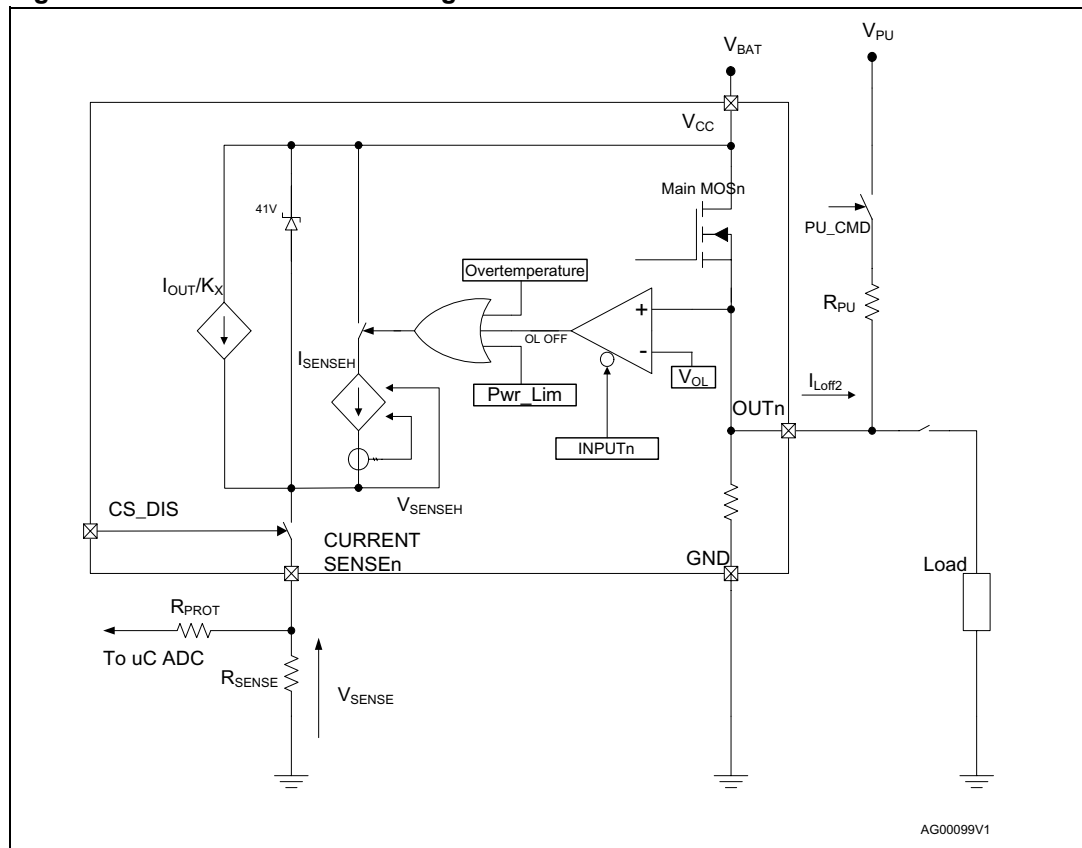 V_BAT
V_PU
V_CC
Main MOSn
41V
PU_CMD
Overtemperature
I_OUT/K_X
R_PU
+
OL OFF
-
I_SENSEH
V_OL
I_Loff2
Pwr_Lim
OUTn
INPUTn
V_SENSEH
CS_DIS
CURRENT
SENSEn
GND
Load
R_PROT
To uC ADC
R_SENSE
V_SENSE
AG00099V1